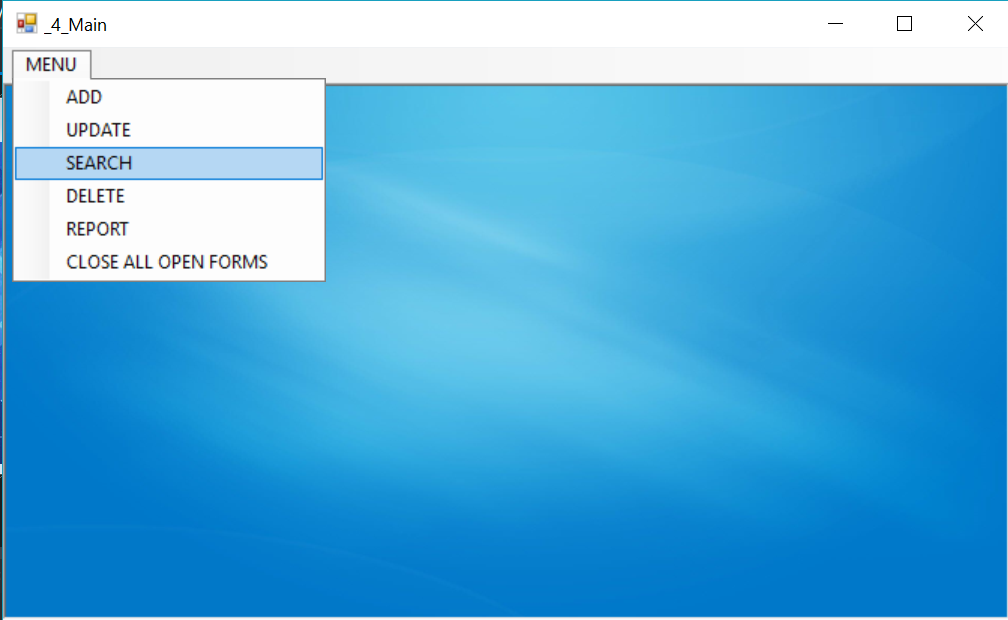 _4_Main
MENU
ADD
UPDATE
SEARCH
DELETE
REPORT
CLOSE ALL OPEN FORMS